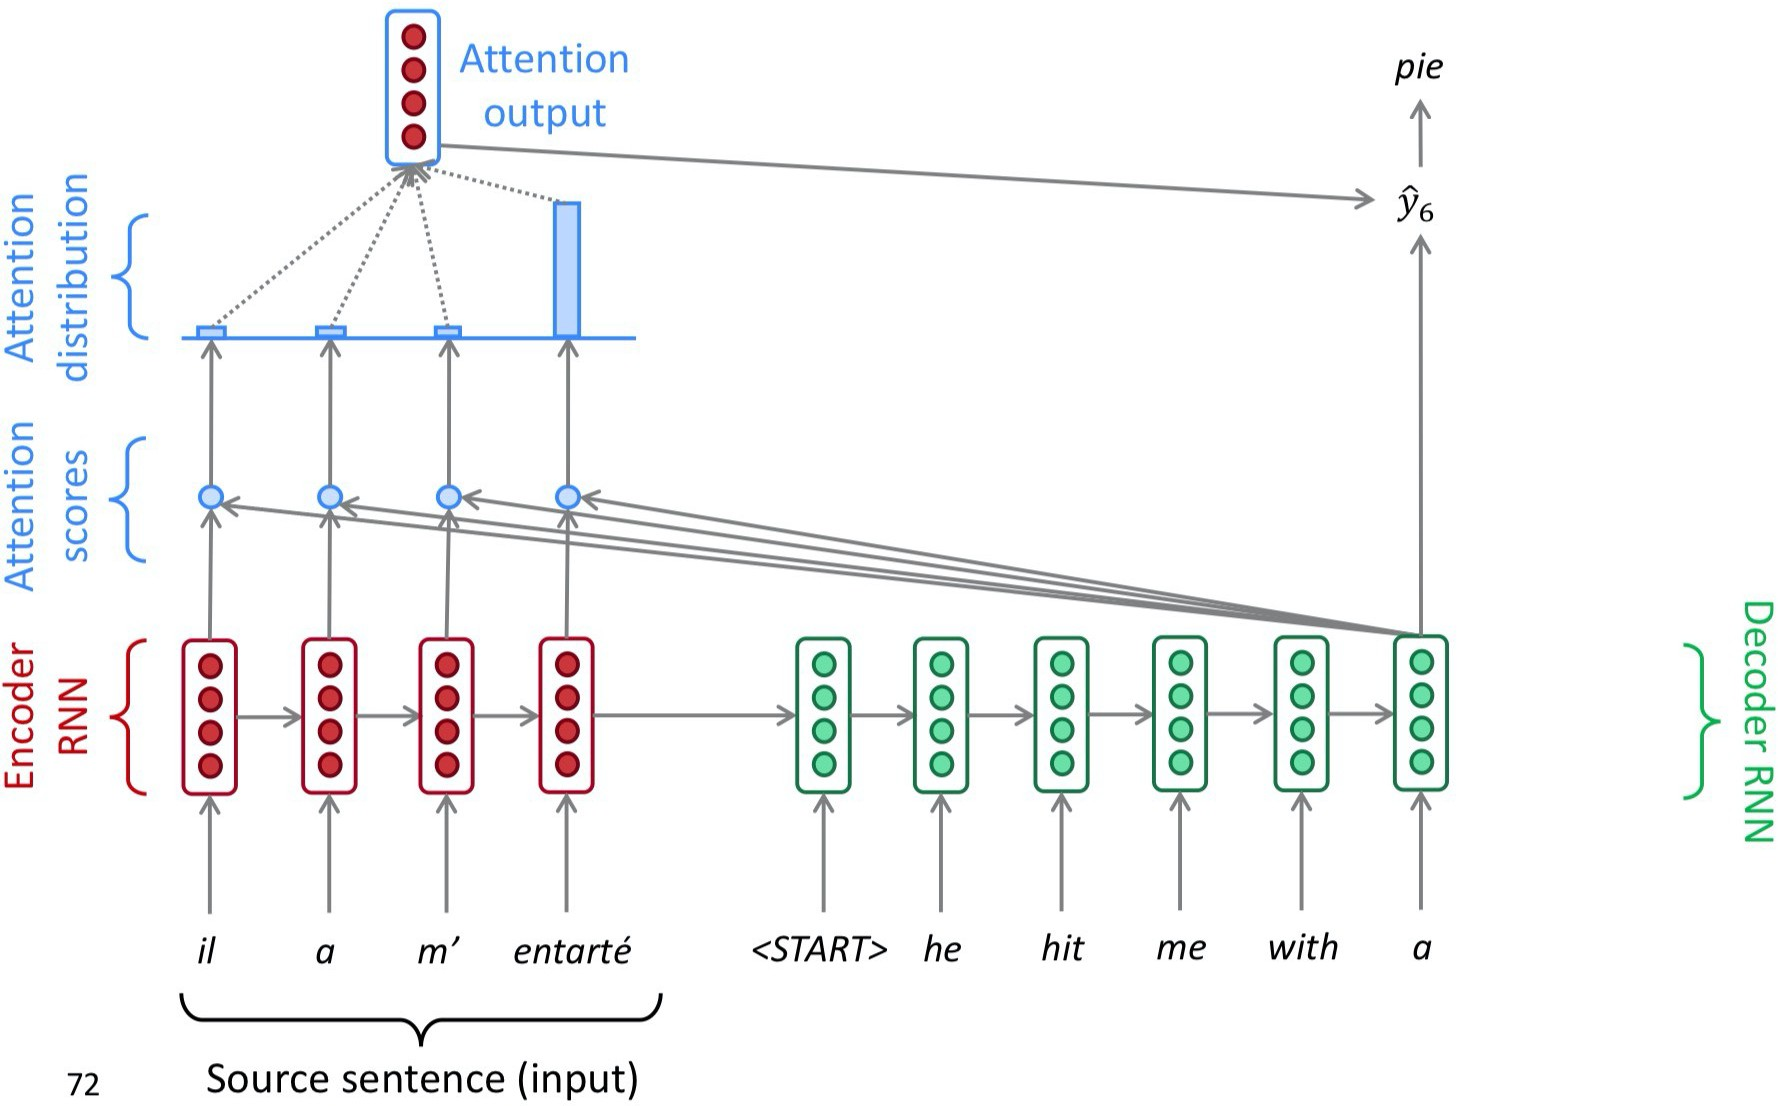 Attention
output
pie
ŷ6
Attention
distribution
Attention
scores
Encoder
RNN
Decoder RNN
il a m’ entarté <START> he hit me with a
Source sentence (input)
72